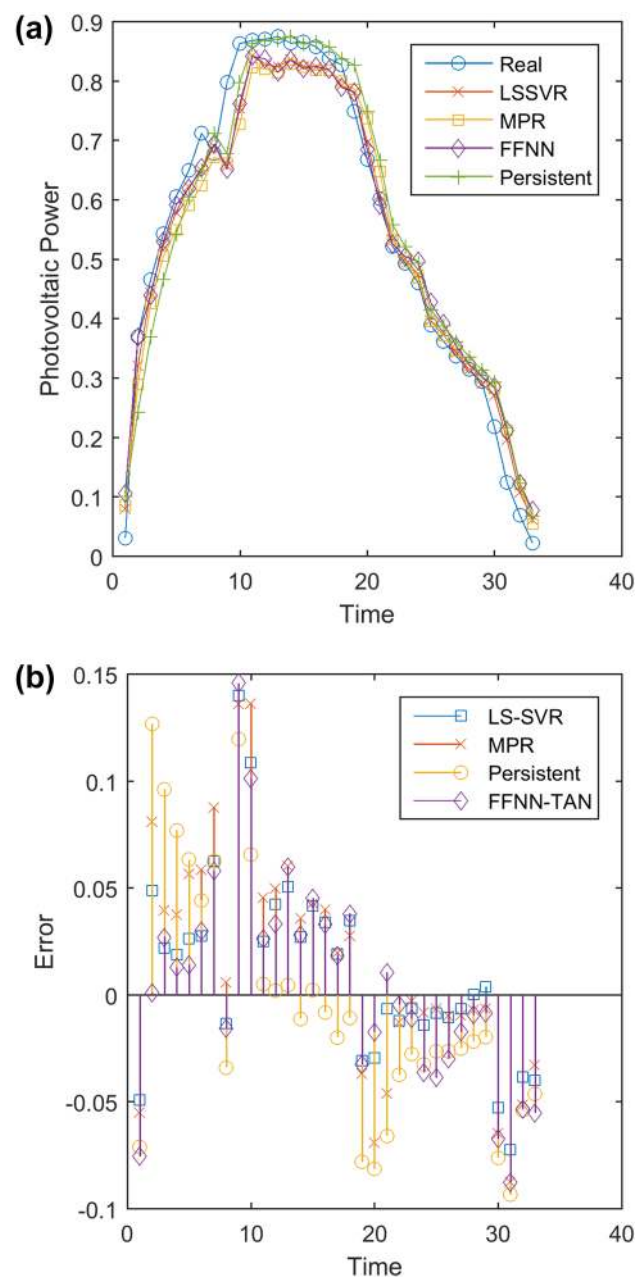 (a)
0.9
0.8
0.7
0.6
0.5
0.4
0.3
0.2
0.1
0
Photovoltaic Power
Real
LSSVR
MPR
FFNN
Persistent
0 10 20 30 40
Time
(b)
0.15
0.1
0.05
0
-0.05
-0.1
Error
LS-SVR
MPR
Persistent
FFNN-TAN
0 10 20 30 40
Time